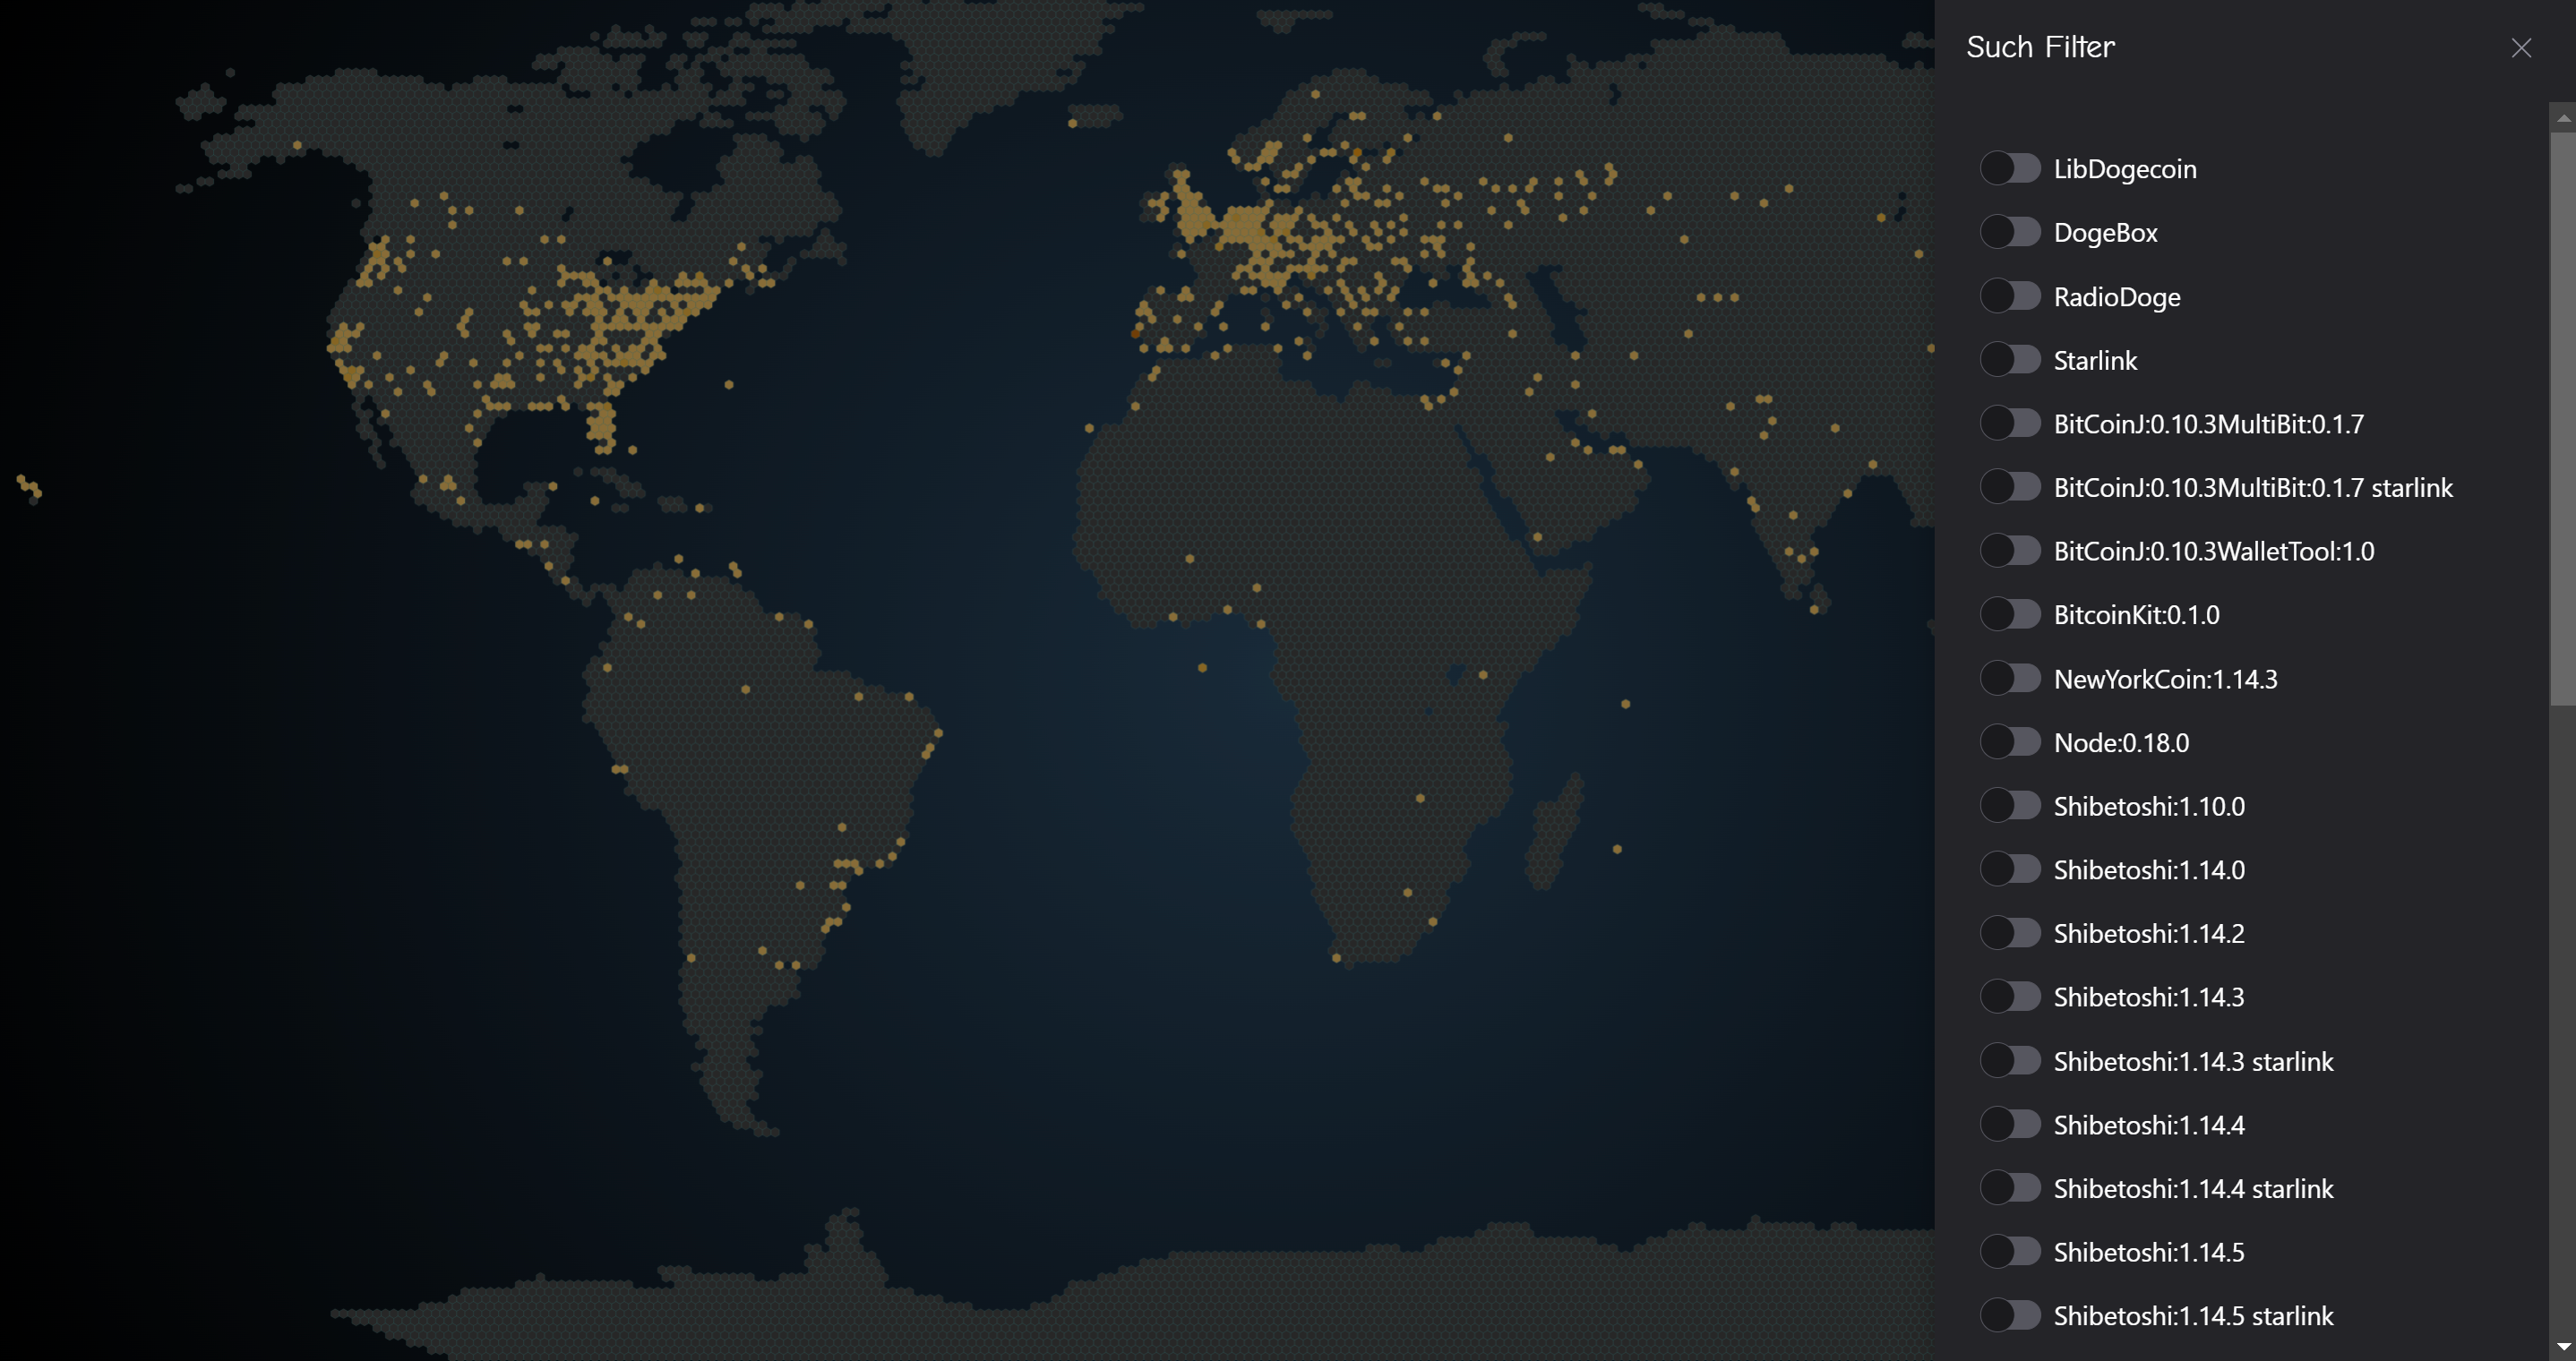 Such Filter
LibDogecoin
DogeBox
RadioDoge
Starlink
BitCoinJ:0.10.3MultiBit:0.1.7
BitCoinJ:0.10.3MultiBit:0.1.7 starlink
BitCoinJ:0.10.3WalletTool:1.0
BitcoinKit:0.1.0
NewYorkCoin:1.14.3
Node:0.18.0
Shibetoshi:1.10.0
Shibetoshi:1.14.0
Shibetoshi:1.14.2
Shibetoshi:1.14.3
Shibetoshi:1.14.3 starlink
Shibetoshi:1.14.4
Shibetoshi:1.14.4 starlink
Shibetoshi:1.14.5
Shibetoshi:1.14.5 starlink